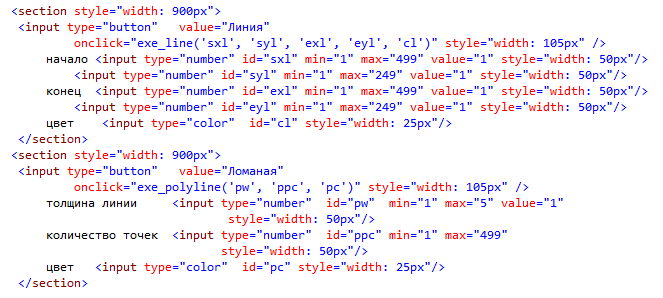 <section style="width: 900px">
<input type="button"   value="Линия"
onclick="exe_line('sxl', 'syl', 'exl', 'eyl', 'cl')" style="width: 105px" />
начало <input type="number" id="sxl" min="1" max="499" value="1" style="width: 50px"/>
<input type="number" id="syl" min="1" max="249" value="1" style="width: 50px"/>
конец  <input type="number" id="exl" min="1" max="499" value="1" style="width: 50px"/>
<input type="number" id="eyl" min="1" max="249" value="1" style="width: 50px"/>
цвет    <input type="color"  id="cl" style="width: 25px"/>
</section>
<section style="width: 900px">
<input type="button"   value="Ломаная"
onclick="exe_polyline('pw', 'ppc', 'pc')" style="width: 105px" />
толщина линии     <input type="number"  id="pw"  min="1" max="5" value="1"
style="width: 50px"/>
количество точек  <input type="number"  id="ppc" min="1" max="499"
style="width: 50px"/>
цвет   <input type="color"  id="pc" style="width: 25px"/>
</section>